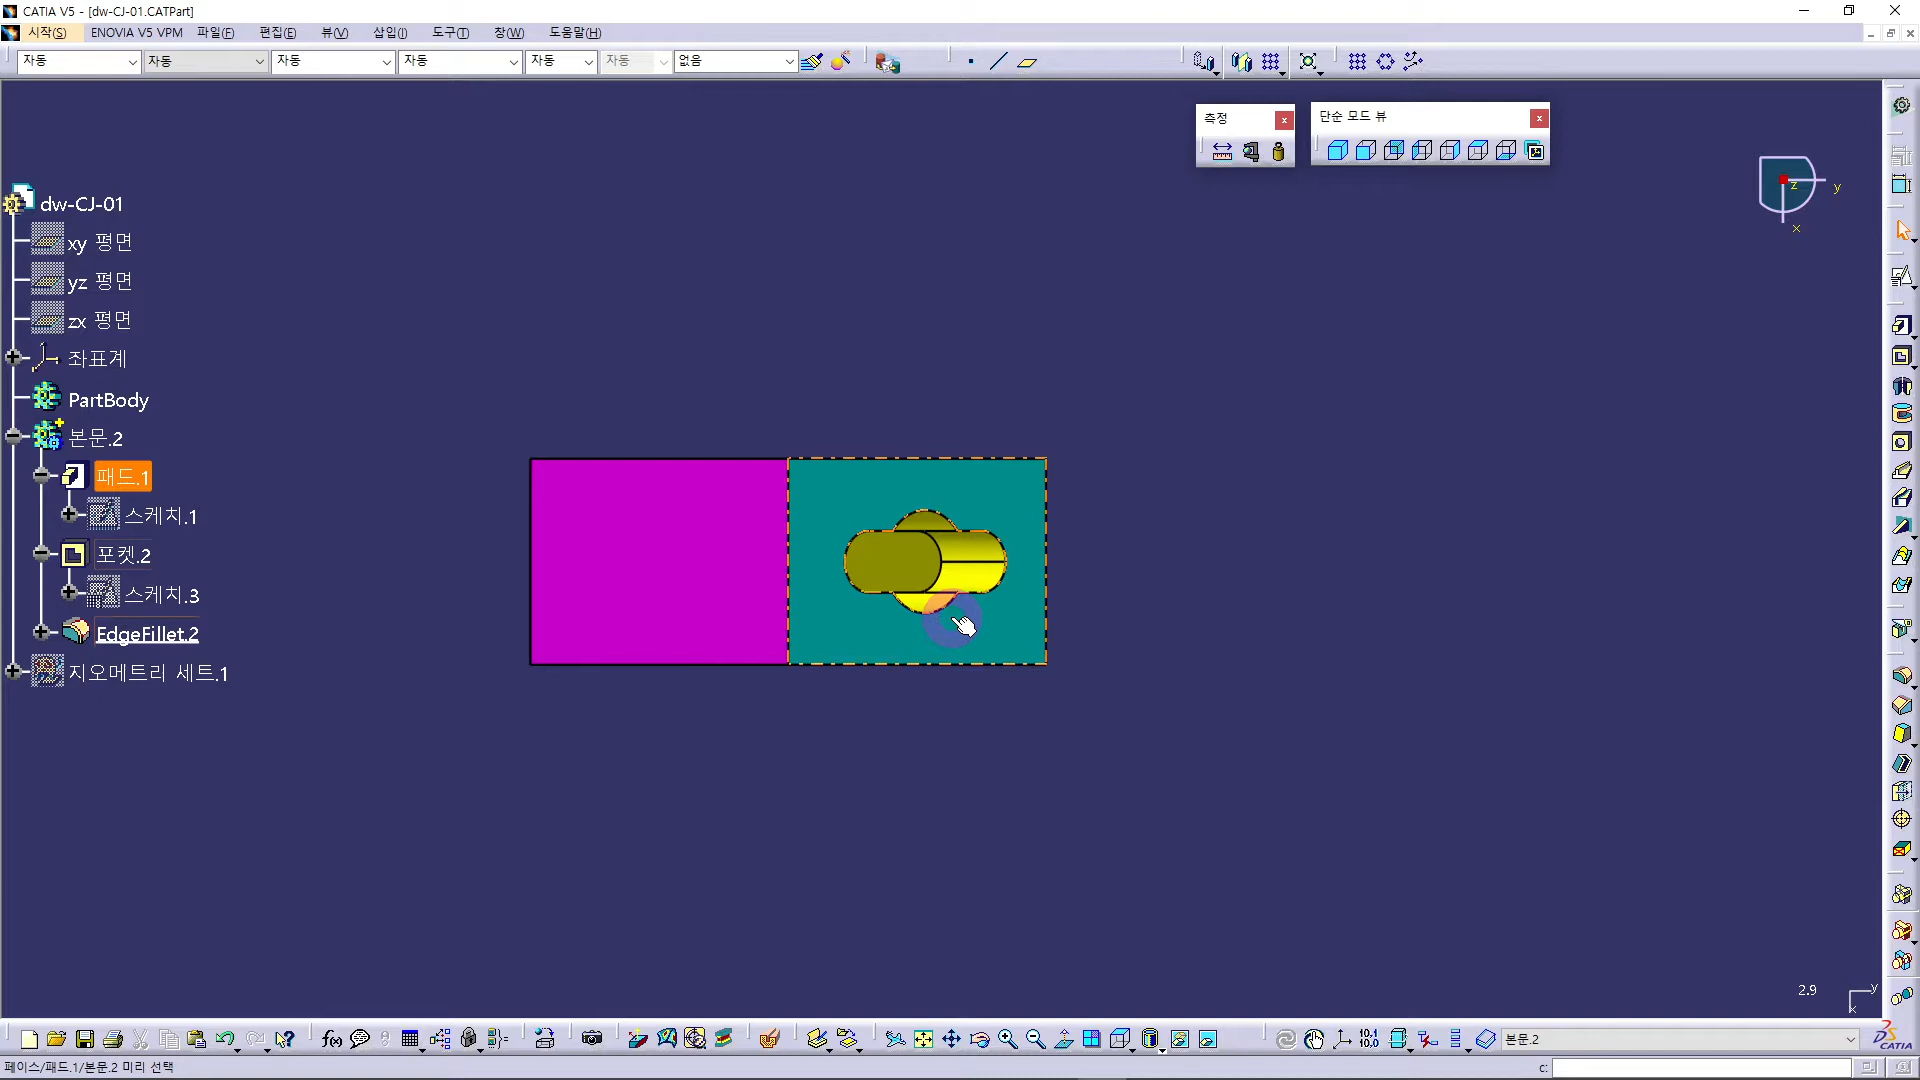 CATIA V5 - [dw-CJ-01.CATPart]
시작(S) ENOVIA V5 VPM 파일(F) 편집(E) 뷰(V) 삽입(I) 도구(T) 창(W) 도움말(H)
자동 자동 자동 자동 자동 자동 없음
측정
단순 모드 뷰
z
y
x
dw-CJ-01
xy 평면
yz 평면
zx 평면
좌표계
PartBody
본문.2
패드.1
스케치.1
포켓.2
스케치.3
EdgeFillet.2
지오메트리 세트.1
2.9
y
x
f(x)
10.1
10.0
본문.2
CATIA
페이스/패드.1/본문.2 미리 선택
c: